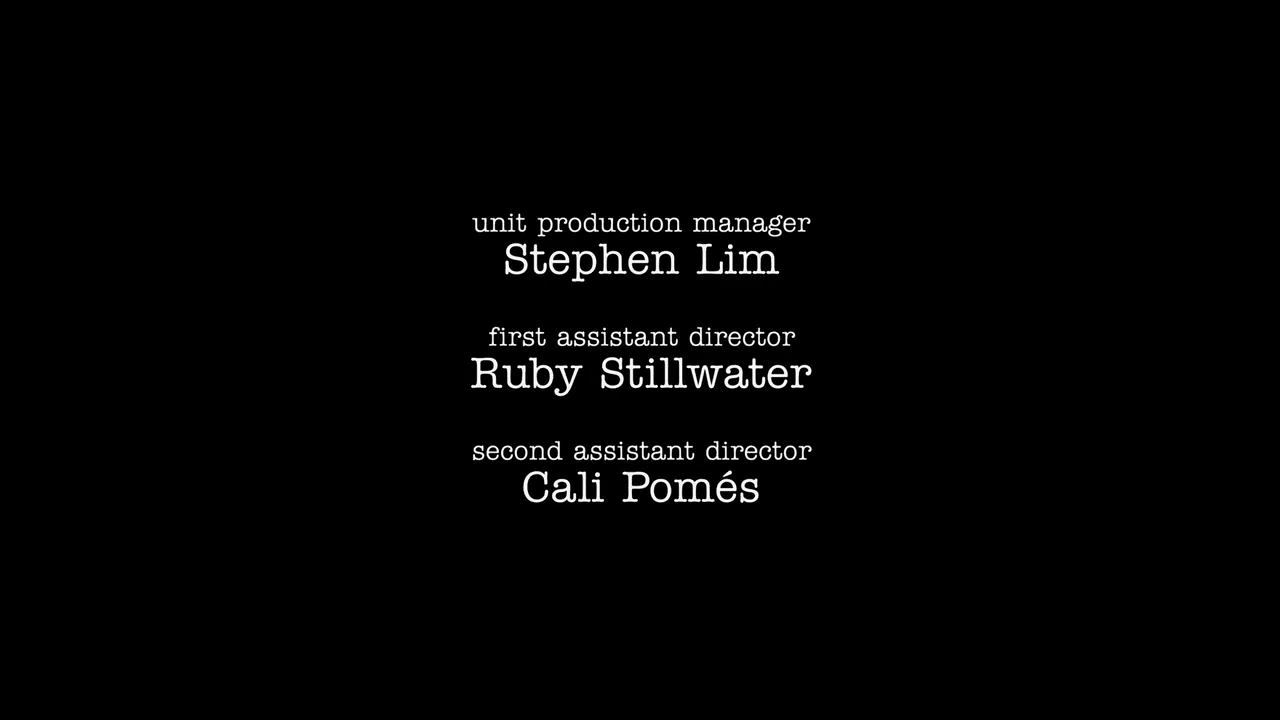 unit production manager
Stephen Lim
first assistant director
Ruby Stillwater
second assistant director
Cali Pomés